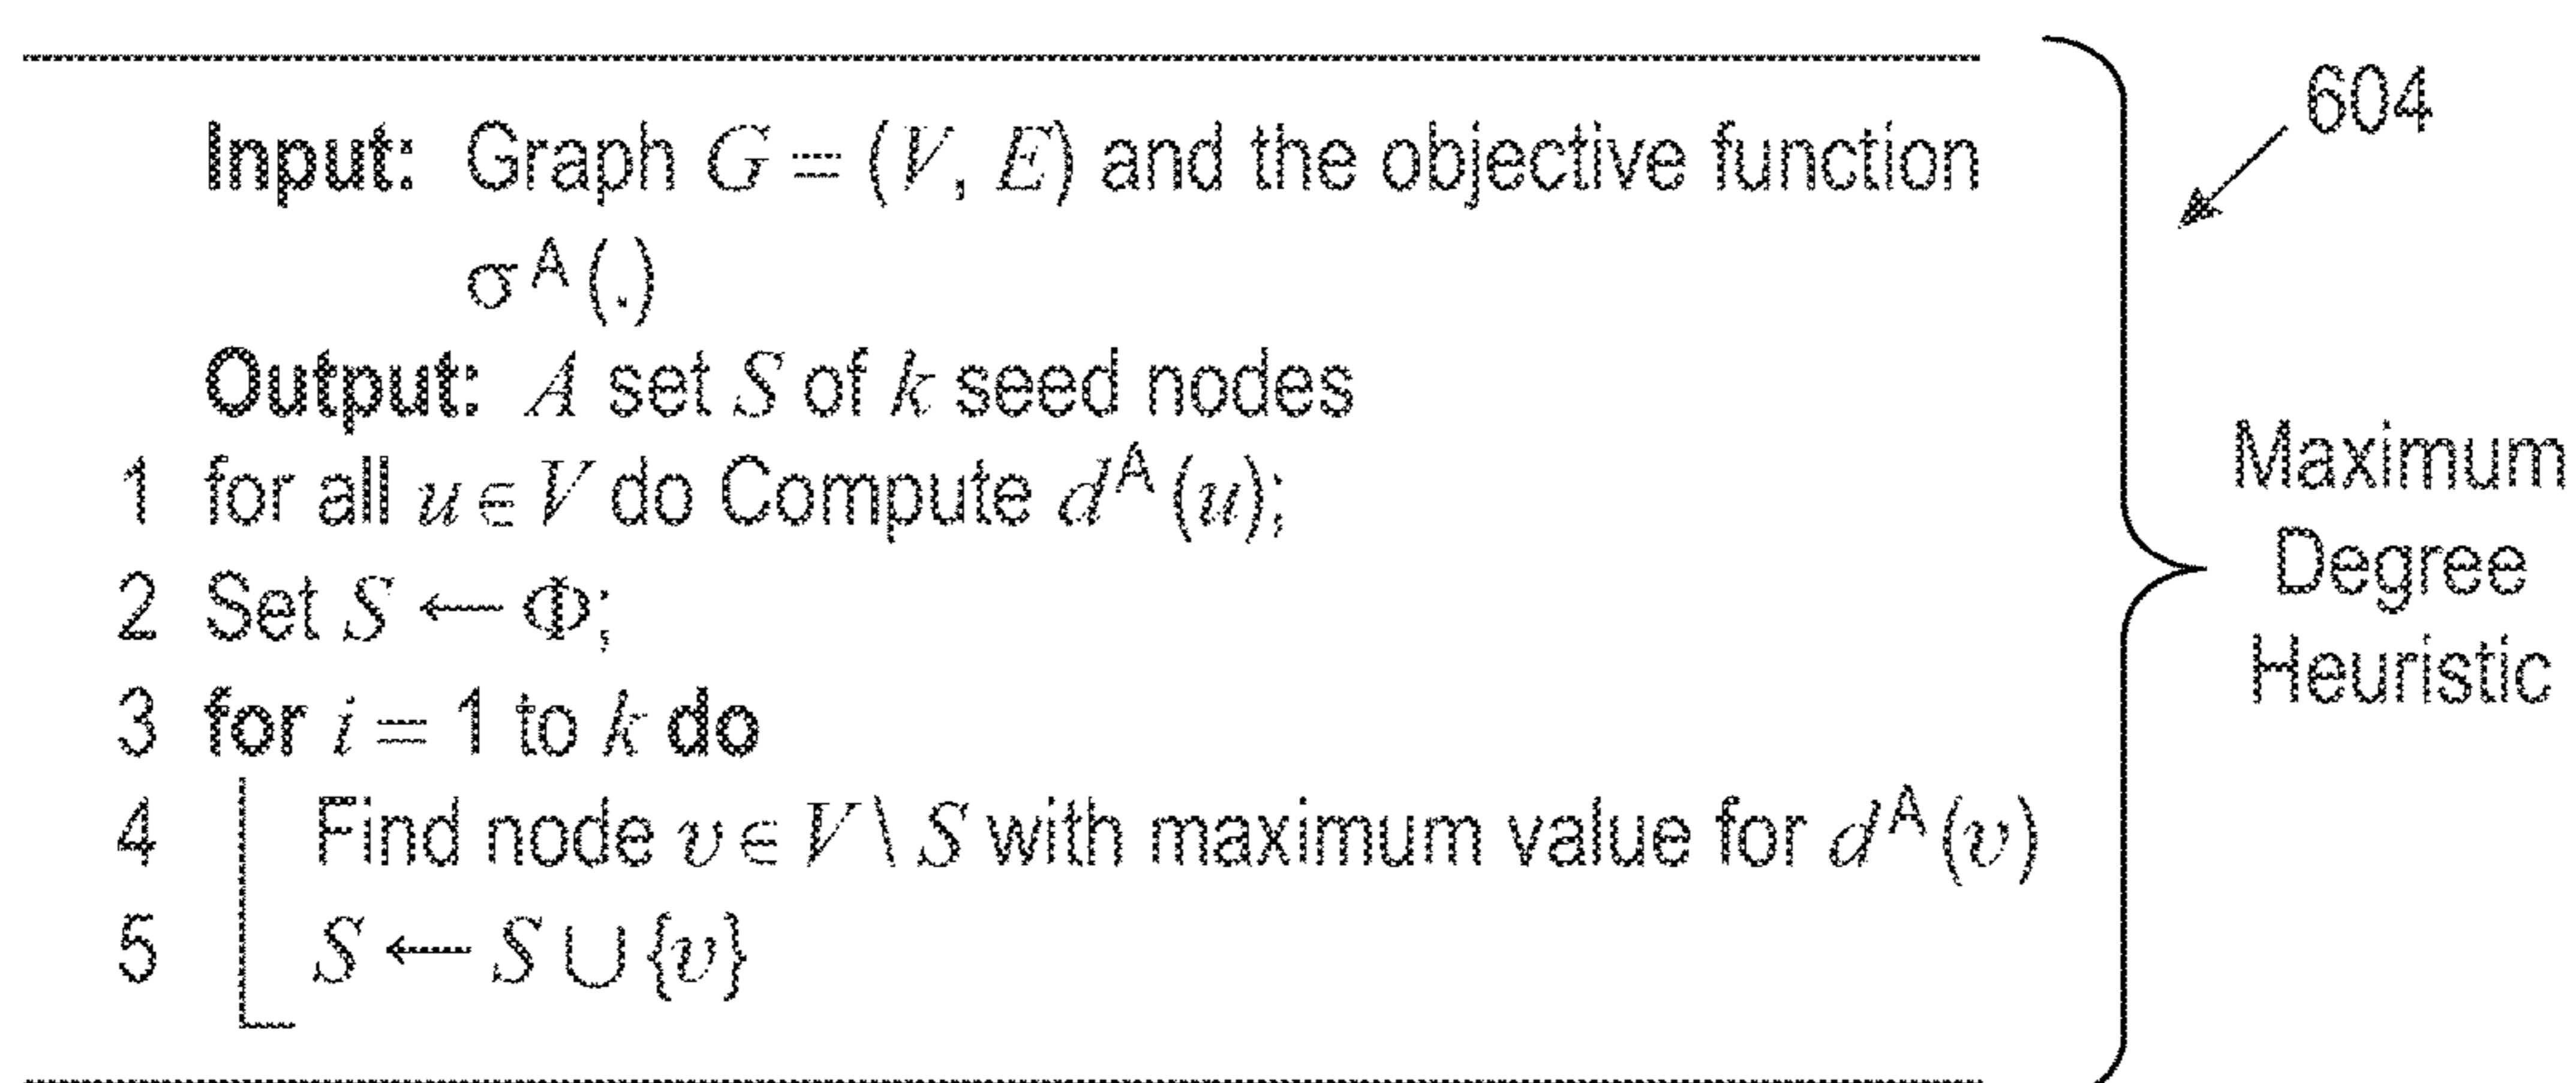 Input: Graph G = (V, E) and the objective function
σᴬ(.)
Output: A set S of k seed nodes
1 for all u ∈ V do Compute dᴬ(u);
2 Set S ← Φ;
3 for i = 1 to k do
4 Find node v ∈ V \ S with maximum value for dᴬ(v)
5 S ← S ∪ {v}
604
Maximum
Degree
Heuristic